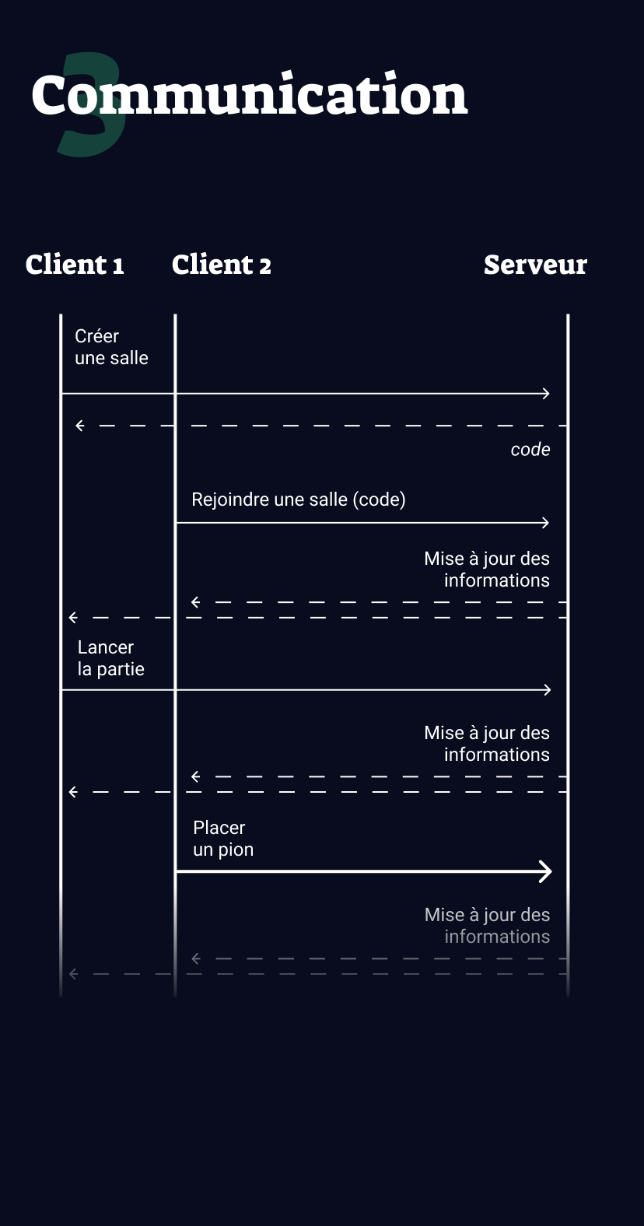 3
Communication
Client 1 Client 2 Serveur
Créer
une salle
code
Rejoindre une salle (code)
Mise à jour des
informations
Lancer
la partie
Mise à jour des
informations
Placer
un pion
Mise à jour des
informations